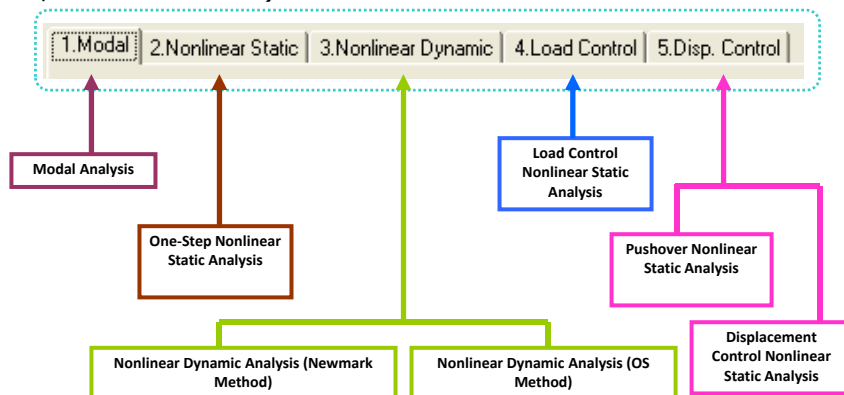 1.Modal
2.Nonlinear Static
3.Nonlinear Dynamic
4.Load Control
5.Disp. Control
Modal Analysis
Load Control
Nonlinear Static
Analysis
One-Step Nonlinear
Static Analysis
Pushover Nonlinear
Static Analysis
Displacement
Control Nonlinear
Static Analysis
Nonlinear Dynamic Analysis (Newmark
Method)
Nonlinear Dynamic Analysis (OS
Method)